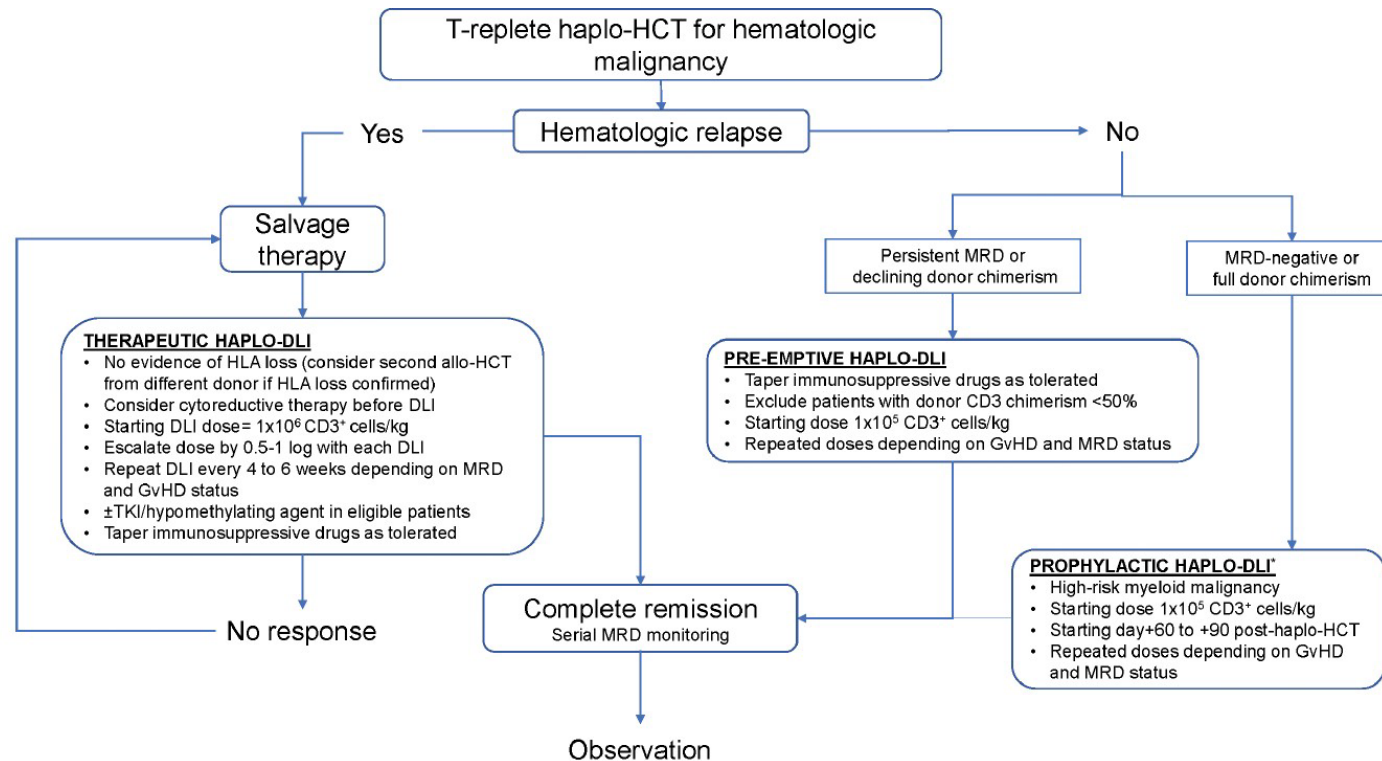 T-replete haplo-HCT for hematologic
malignancy
Yes
Hematologic relapse
No
Salvage
therapy
Persistent MRD or
declining donor chimerism
MRD-negative or
full donor chimerism
THERAPEUTIC HAPLO-DLI
• No evidence of HLA loss (consider second allo-HCT
from different donor if HLA loss confirmed)
• Consider cytoreductive therapy before DLI
• Starting DLI dose= 1x10⁶ CD3⁺ cells/kg
• Escalate dose by 0.5-1 log with each DLI
• Repeat DLI every 4 to 6 weeks depending on MRD
and GvHD status
• ±TKI/hypomethylating agent in eligible patients
• Taper immunosuppressive drugs as tolerated
PRE-EMPTIVE HAPLO-DLI
• Taper immunosuppressive drugs as tolerated
• Exclude patients with donor CD3 chimerism <50%
• Starting dose 1x10⁵ CD3⁺ cells/kg
• Repeated doses depending on GvHD and MRD status
PROPHYLACTIC HAPLO-DLI*
• High-risk myeloid malignancy
• Starting dose 1x10⁵ CD3⁺ cells/kg
• Starting day+60 to +90 post-haplo-HCT
• Repeated doses depending on GvHD
and MRD status
No response
Complete remission
Serial MRD monitoring
Observation